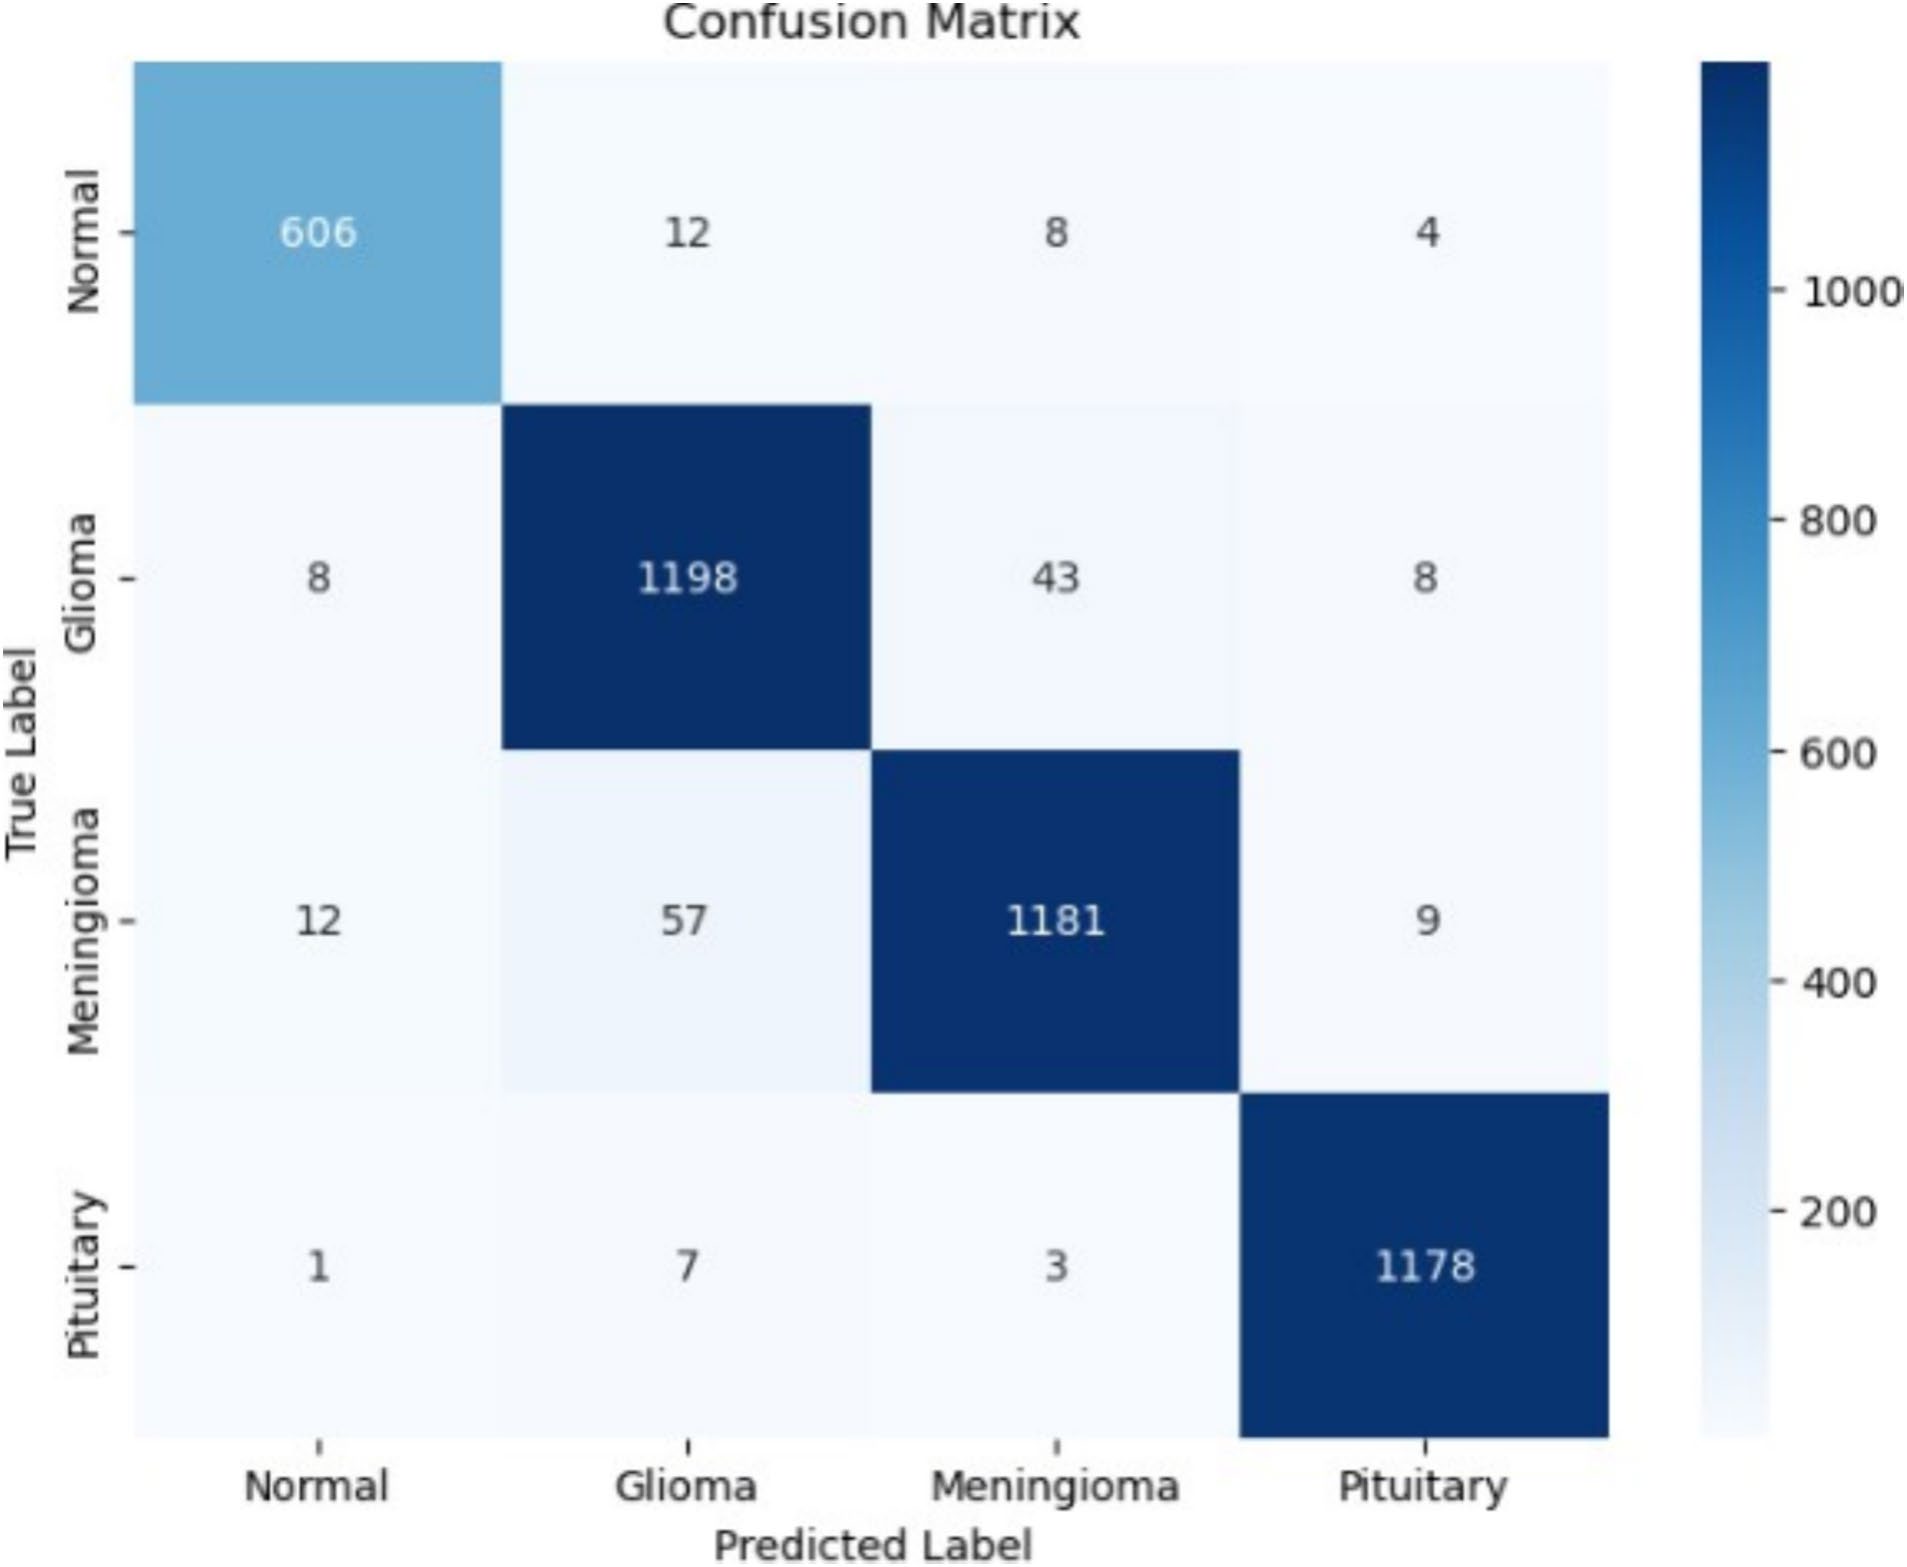 Confusion Matrix
Normal 606 12 8 4
Glioma 8 1198 43 8
Meningioma 12 57 1181 9
Pituitary 1 7 3 1178
Normal Glioma Meningioma Pituitary
Predicted Label
True Label
1000
800
600
400
200